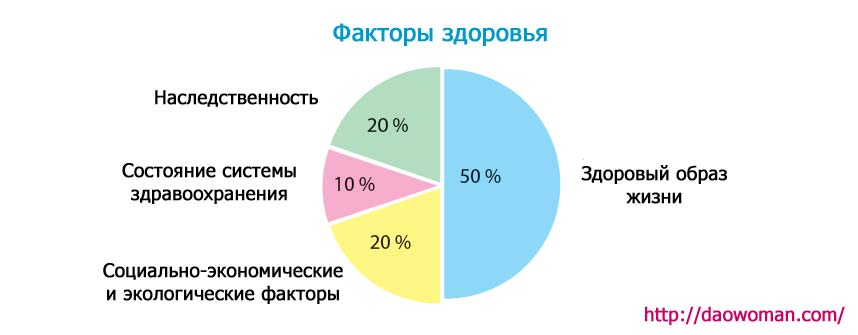 Факторы здоровья
Наследственность
20 %
Состояние системы
здравоохранения
10 %
50 %
Здоровый образ
жизни
20 %
Социально-экономические
и экологические факторы
http://daowoman.com/